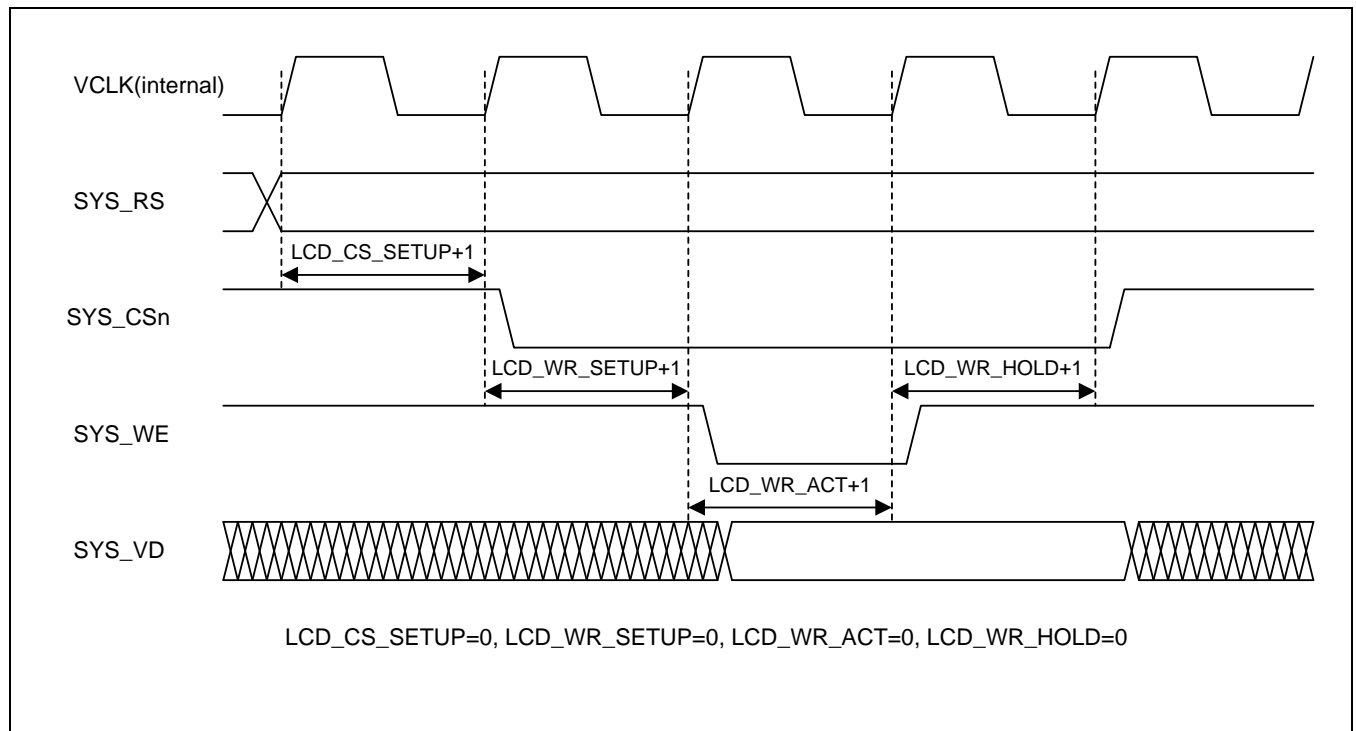 VCLK(internal)
SYS_RS
LCD_CS_SETUP+1
SYS_CSn
LCD_WR_SETUP+1
LCD_WR_HOLD+1
SYS_WE
LCD_WR_ACT+1
SYS_VD
LCD_CS_SETUP=0, LCD_WR_SETUP=0, LCD_WR_ACT=0, LCD_WR_HOLD=0